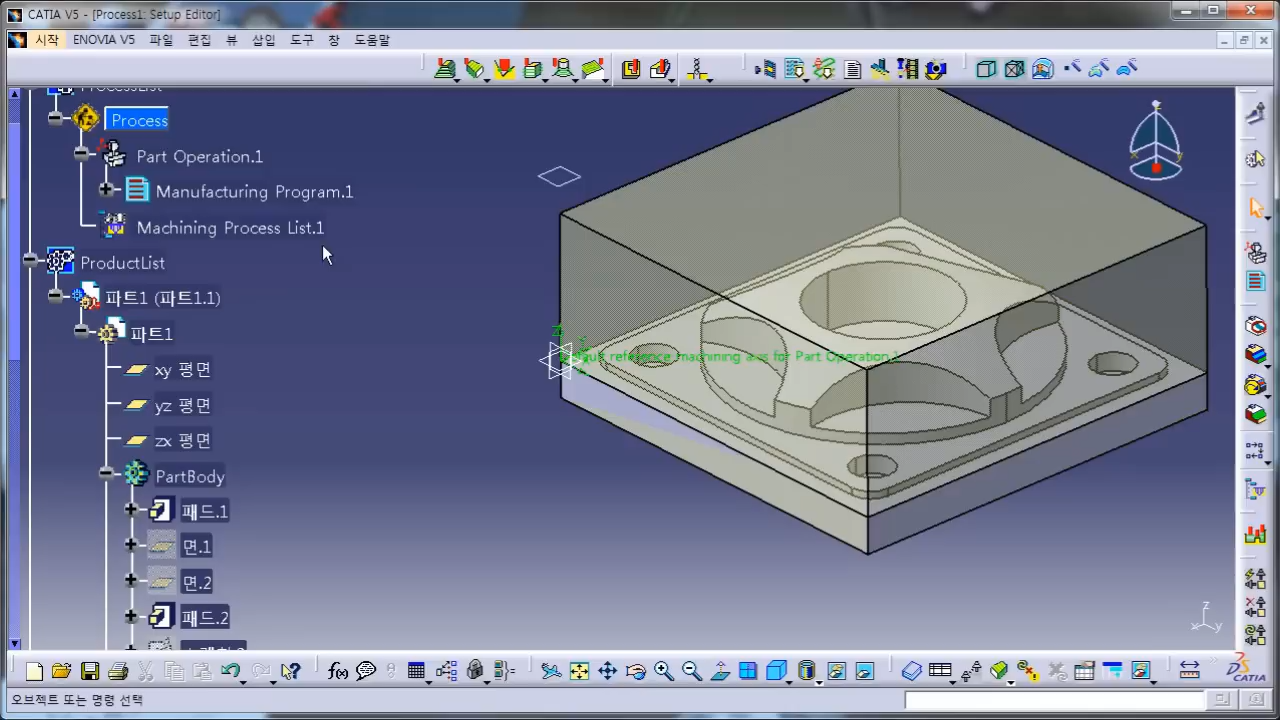 CATIA V5 - [Process1: Setup Editor]
시작 ENOVIA V5 파일 편집 뷰 삽입 도구 창 도움말
ProcessList
Process
Part Operation.1
Manufacturing Program.1
Machining Process List.1
ProductList
파트1 (파트1.1)
파트1
xy 평면
yz 평면
zx 평면
PartBody
패드.1
면.1
면.2
패드.2
reference machining axis for Part Operation.1
z
x
y
f(x)
CATIA
오브젝트 또는 명령 선택